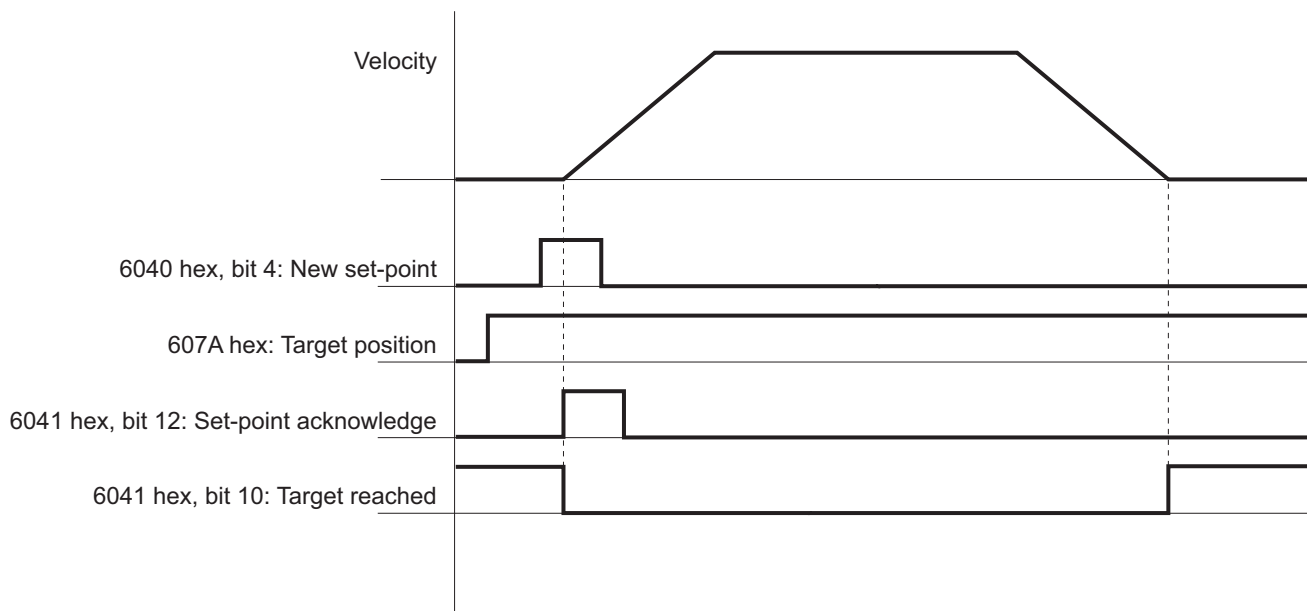 Velocity
6040 hex, bit 4: New set-point
607A hex: Target position
6041 hex, bit 12: Set-point acknowledge
6041 hex, bit 10: Target reached